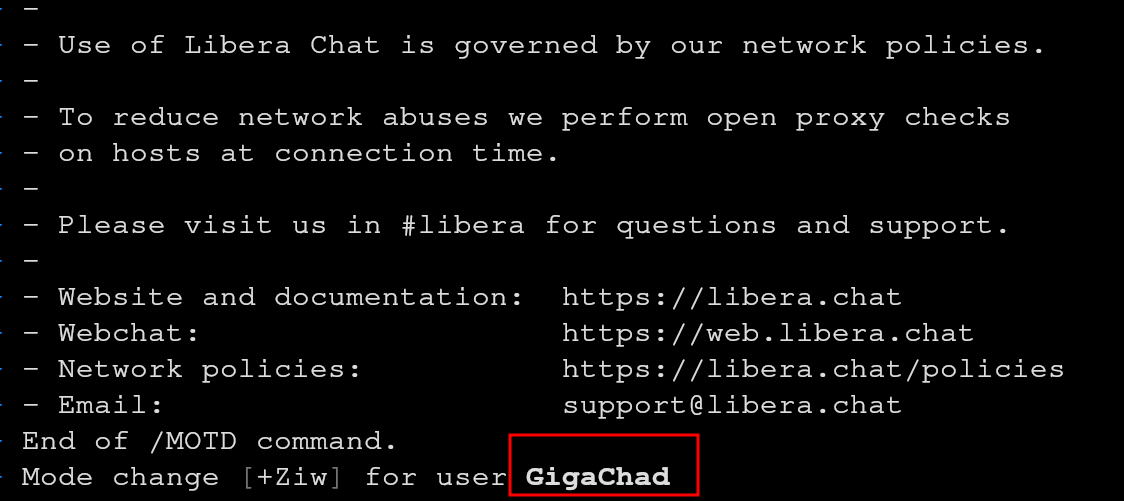 -
- Use of Libera Chat is governed by our network policies.
-
- To reduce network abuses we perform open proxy checks
- on hosts at connection time.
-
- Please visit us in #libera for questions and support.
-
- Website and documentation: https://libera.chat
- Webchat: https://web.libera.chat
- Network policies: https://libera.chat/policies
- Email: support@libera.chat
End of /MOTD command.
Mode change [+Ziw] for user GigaChad